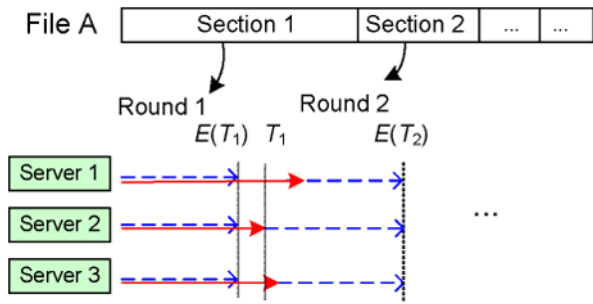 File A Section 1 Section 2 ... ...
Round 1 Round 2
E(T₁) T₁ E(T₂)
Server 1
Server 2
...
Server 3